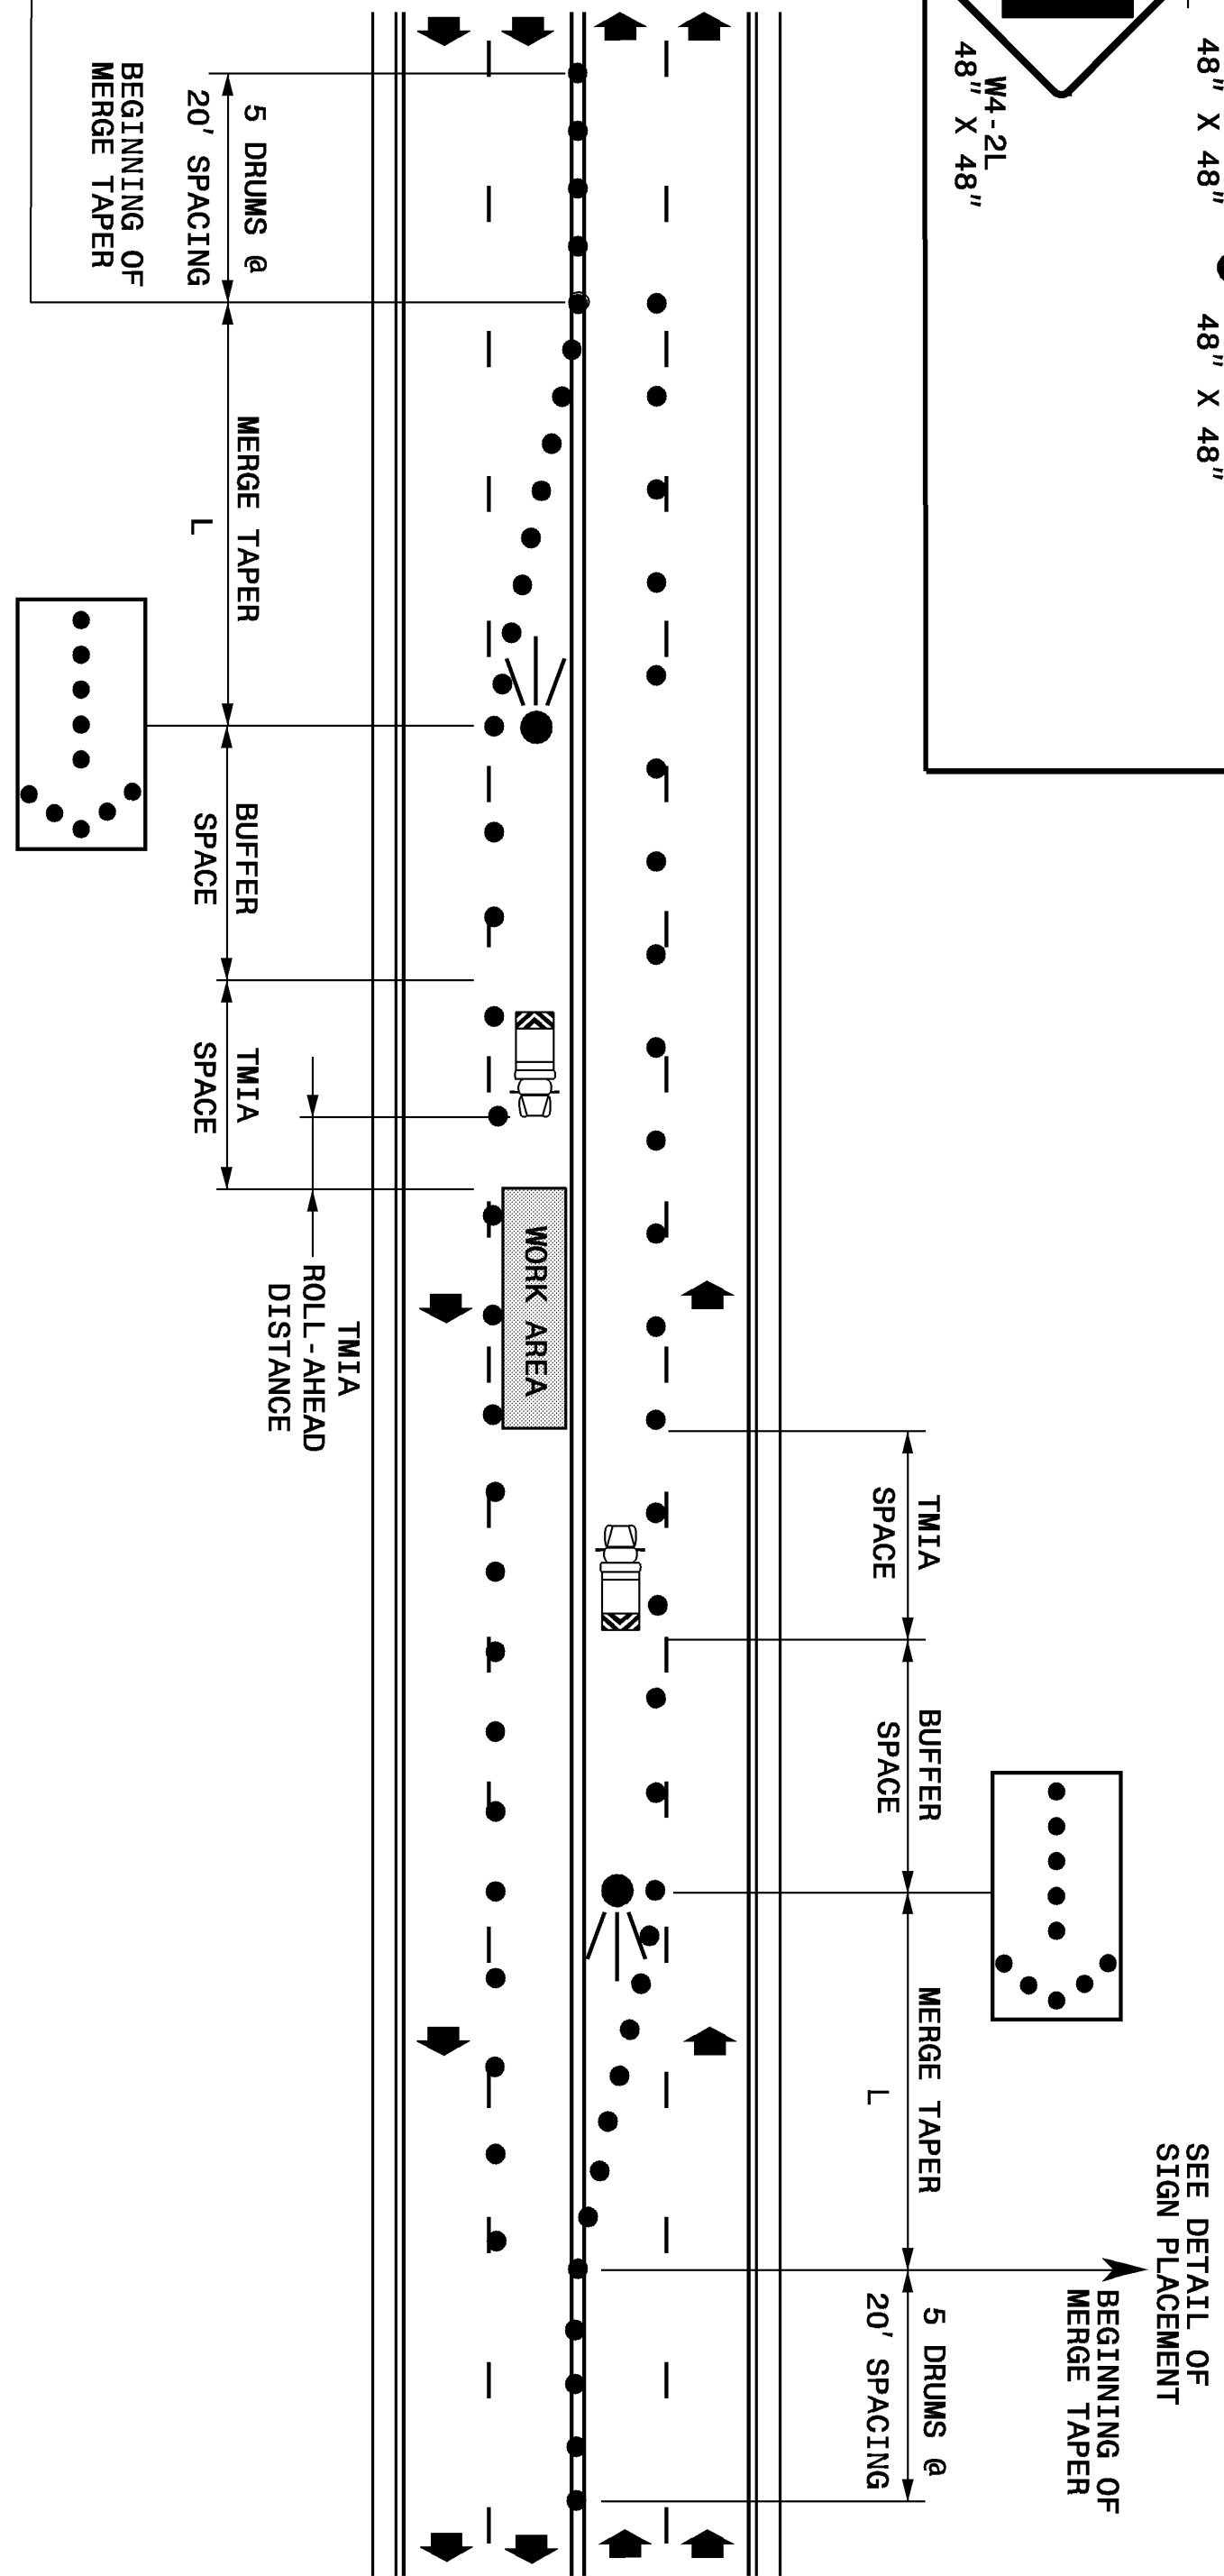 48" X 48"
48" X 48"
W4-2L
48" X 48"
5 DRUMS @
20' SPACING
BEGINNING OF
MERGE TAPER
MERGE TAPER
L
BUFFER
SPACE
TMIA
SPACE
TMIA
ROLL-AHEAD
DISTANCE
WORK AREA
TMIA
SPACE
BUFFER
SPACE
MERGE TAPER
L
SEE DETAIL OF
SIGN PLACEMENT
BEGINNING OF
MERGE TAPER
5 DRUMS @
20' SPACING